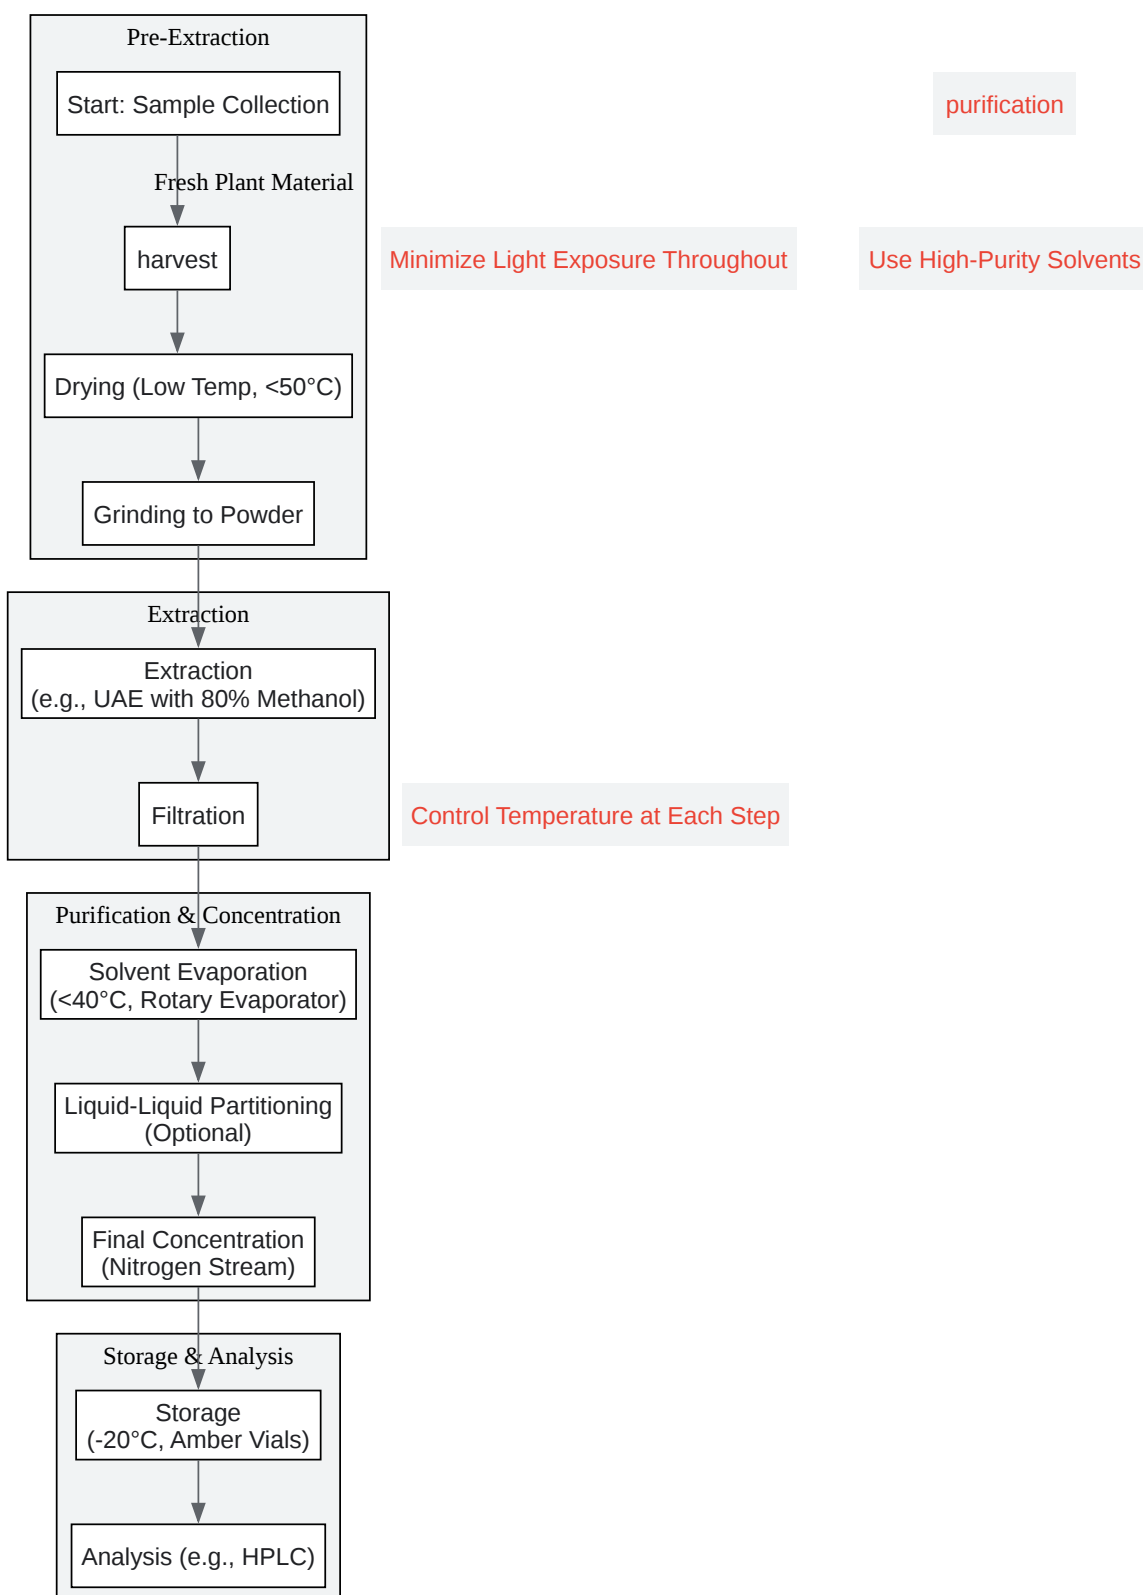 Pre-Extraction
Start: Sample Collection
purification
Fresh Plant Material
harvest
Minimize Light Exposure Throughout
Use High-Purity Solvents
Drying (Low Temp, <50°C)
Grinding to Powder
Extraction
Extraction
(e.g., UAE with 80% Methanol)
Filtration
Control Temperature at Each Step
Purification & Concentration
Solvent Evaporation
(<40°C, Rotary Evaporator)
Liquid-Liquid Partitioning
(Optional)
Final Concentration
(Nitrogen Stream)
Storage & Analysis
Storage
(-20°C, Amber Vials)
Analysis (e.g., HPLC)